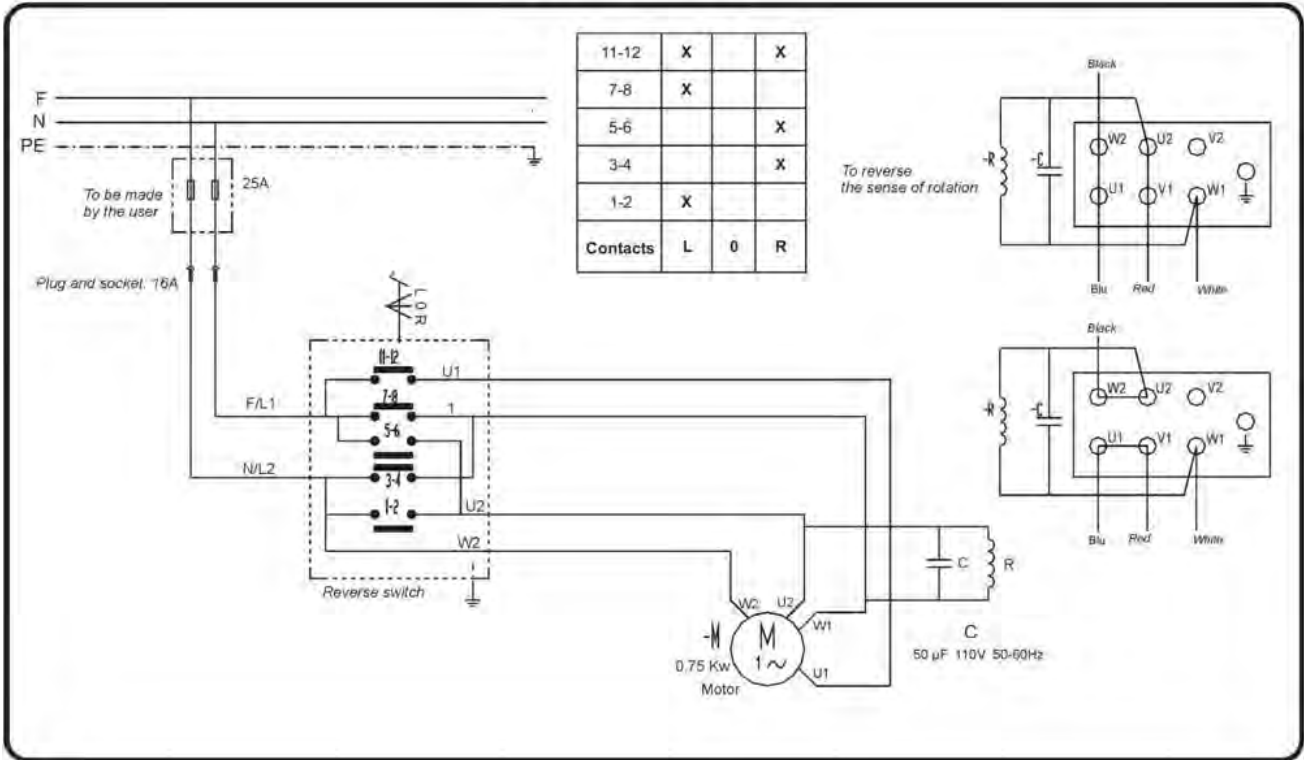 11-12 X X
7-8 X
5-6 X
3-4 X
1-2 X
Contacts L 0 R
F
N
PE
To be made
by the user
25A
Plug and socket 16A
L 0 R
11-12
U1
7-8
F/L1
1
5-6
N/L2
3-4
1-2
U2
W2
Reverse switch
W2
U2
W1
U1
-M
M
1~
0.75 Kw
Motor
C
R
C
50 µF 110V 50-60Hz
To reverse
the sense of rotation
Black
-R
-C
W2 U2 V2
U1 V1 W1
Blu Red White
Black
-R
-C
W2 U2 V2
U1 V1 W1
Blu Red White